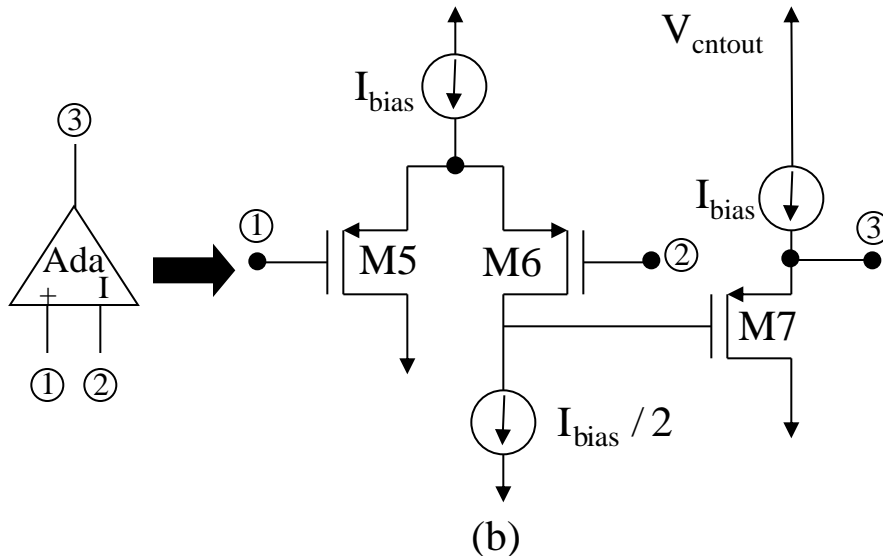 V_cntout
I_bias
③
I_bias
①
③
Ada
M5
M6
②
+
I
M7
①
②
I_bias / 2
(b)